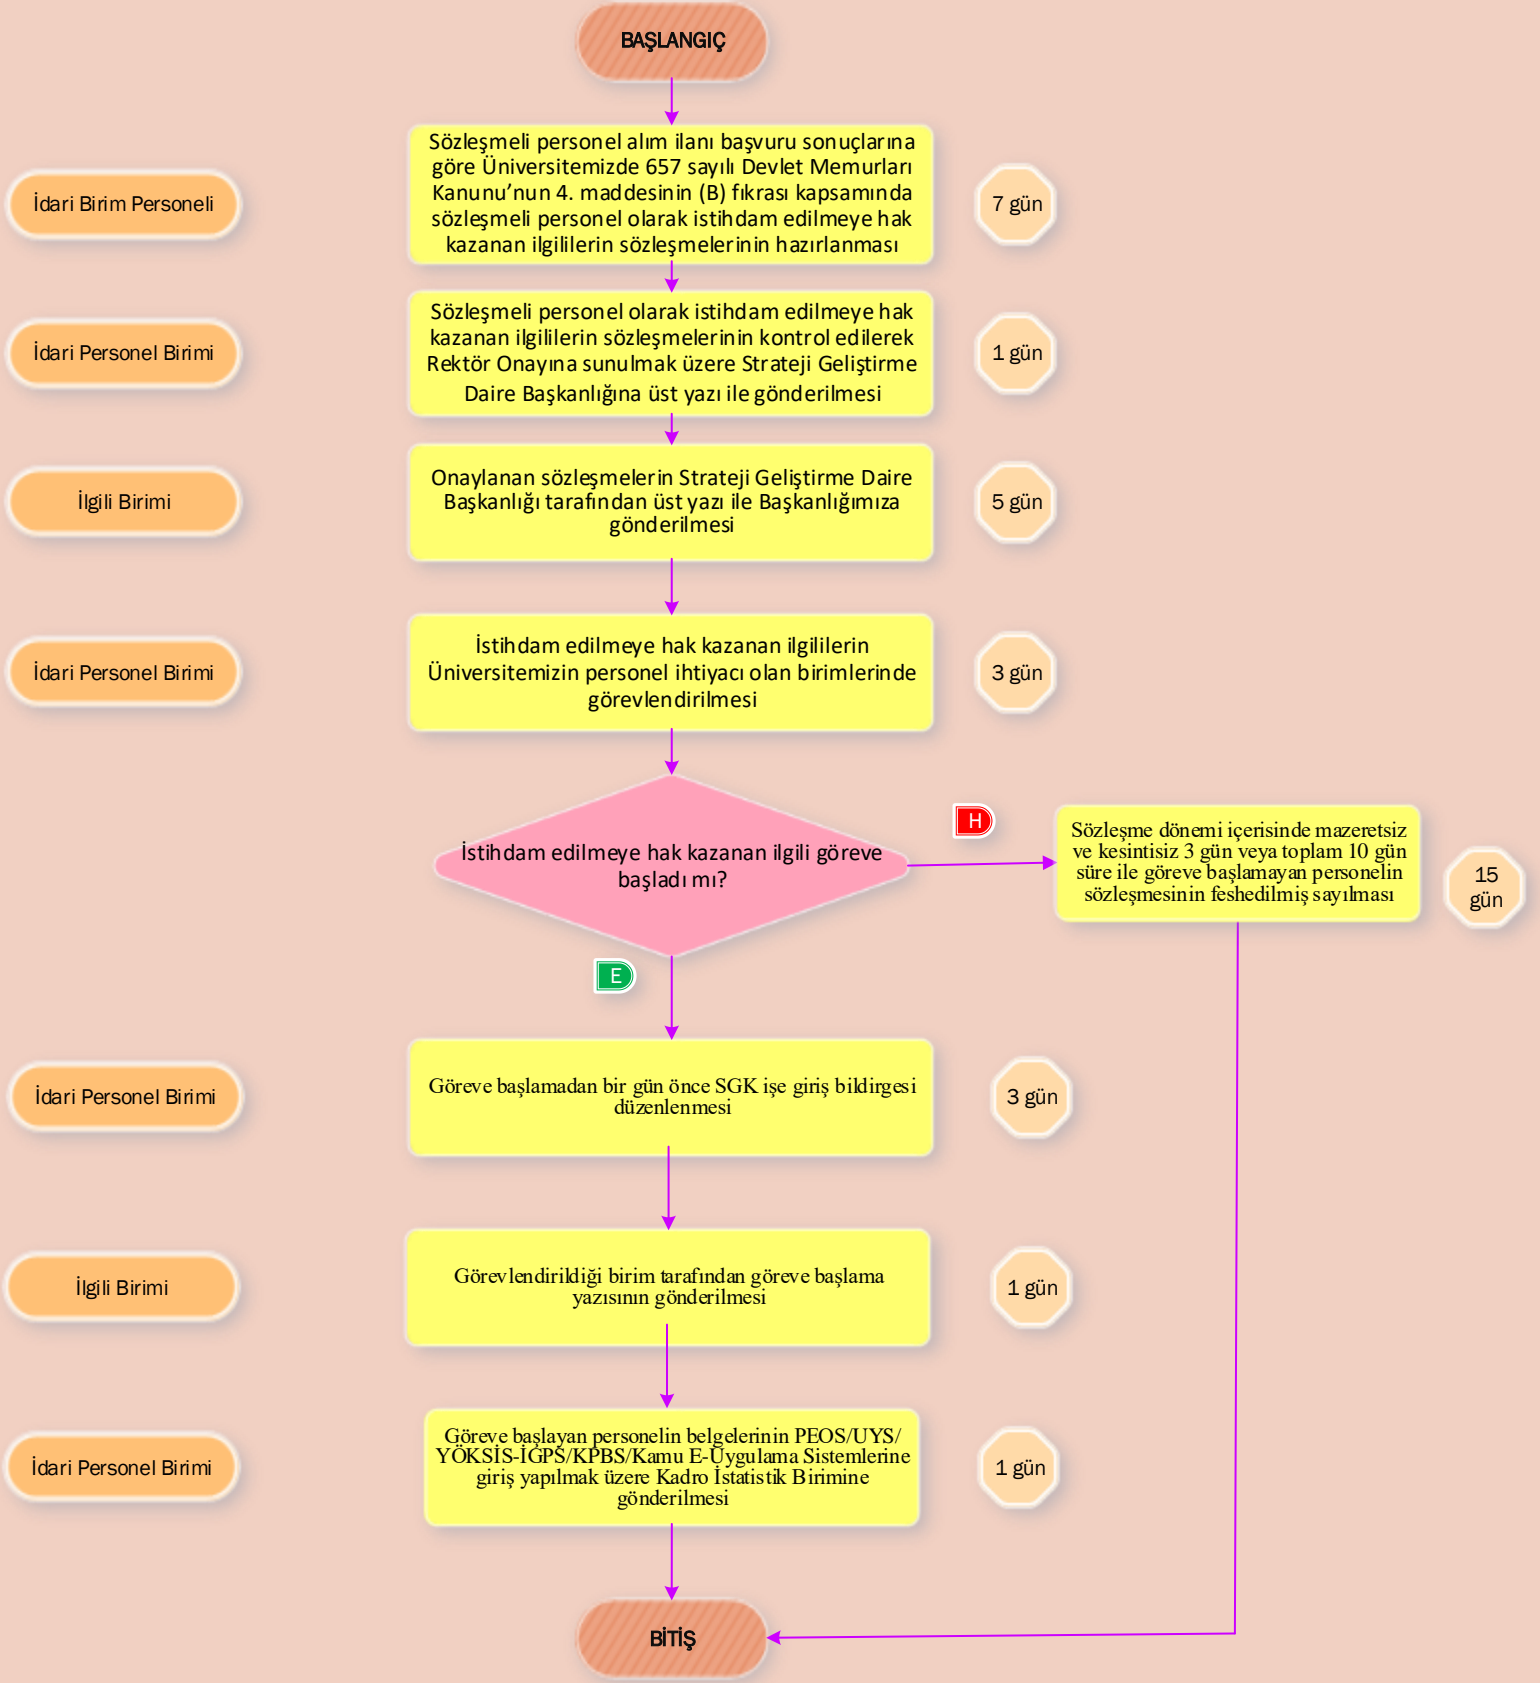 BAŞLANGIÇ
İdari Birim Personeli
Sözleşmeli personel alım ilanı başvuru sonuçlarına
göre Üniversitemizde 657 sayılı Devlet Memurları
Kanunu’nun 4. maddesinin (B) fıkrası kapsamında
sözleşmeli personel olarak istihdam edilmeye hak
kazanan ilgililerin sözleşmelerinin hazırlanması
7 gün
İdari Personel Birimi
Sözleşmeli personel olarak istihdam edilmeye hak
kazanan ilgililerin sözleşmelerinin kontrol edilerek
Rektör Onayına sunulmak üzere Strateji Geliştirme
Daire Başkanlığına üst yazı ile gönderilmesi
1 gün
İlgili Birimi
Onaylanan sözleşmelerin Strateji Geliştirme Daire
Başkanlığı tarafından üst yazı ile Başkanlığımıza
gönderilmesi
5 gün
İdari Personel Birimi
İstihdam edilmeye hak kazanan ilgililerin
Üniversitemizin personel ihtiyacı olan birimlerinde
görevlendirilmesi
3 gün
İstihdam edilmeye hak kazanan ilgili göreve
başladı mı?
H
Sözleşme dönemi içerisinde mazeretsiz
ve kesintisiz 3 gün veya toplam 10 gün
süre ile göreve başlamayan personelin
sözleşmesinin feshedilmiş sayılması
15
gün
E
İdari Personel Birimi
Göreve başlamadan bir gün önce SGK işe giriş bildirgesi
düzenlenmesi
3 gün
İlgili Birimi
Görevlendirildiği birim tarafından göreve başlama
yazısının gönderilmesi
1 gün
İdari Personel Birimi
Göreve başlayan personelin belgelerinin PEOS/UYS/
YÖKSİS-İGPS/KPBS/Kamu E-Uygulama Sistemlerine
giriş yapılmak üzere Kadro İstatistik Birimine
gönderilmesi
1 gün
BİTİŞ